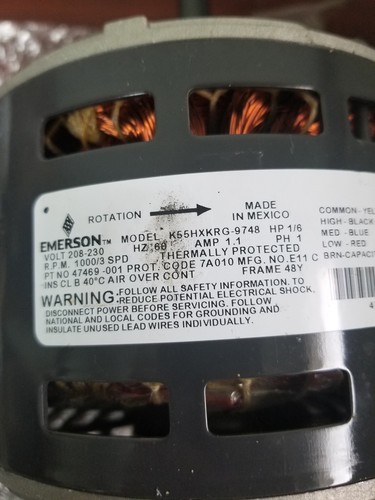 ROTATION
MADE
IN MEXICO
EMERSON™ MODEL K55HXKRG-9748 HP 1/6
VOLT 208-230 HZ 60 AMP 1.1 PH 1
R.P.M. 1000/3 SPD THERMALLY PROTECTED
PT NO 47469 -001 PROT. CODE 7A010 MFG. NO.E11 C
INS CL B 40°C AIR OVER CONT FRAME 48Y
WARNING-FOLLOW ALL SAFETY INFORMATION. TO
-REDUCE POTENTIAL ELECTRICAL SHOCK,
DISCONNECT POWER BEFORE SERVICING. FOLLOW
NATIONAL AND LOCAL CODES FOR GROUNDING AND
INSULATE UNUSED LEAD WIRES INDIVIDUALLY.
COMMON-YEL
HIGH-BLACK
MED -BLUE
LOW -RED
BRN-CAPACI